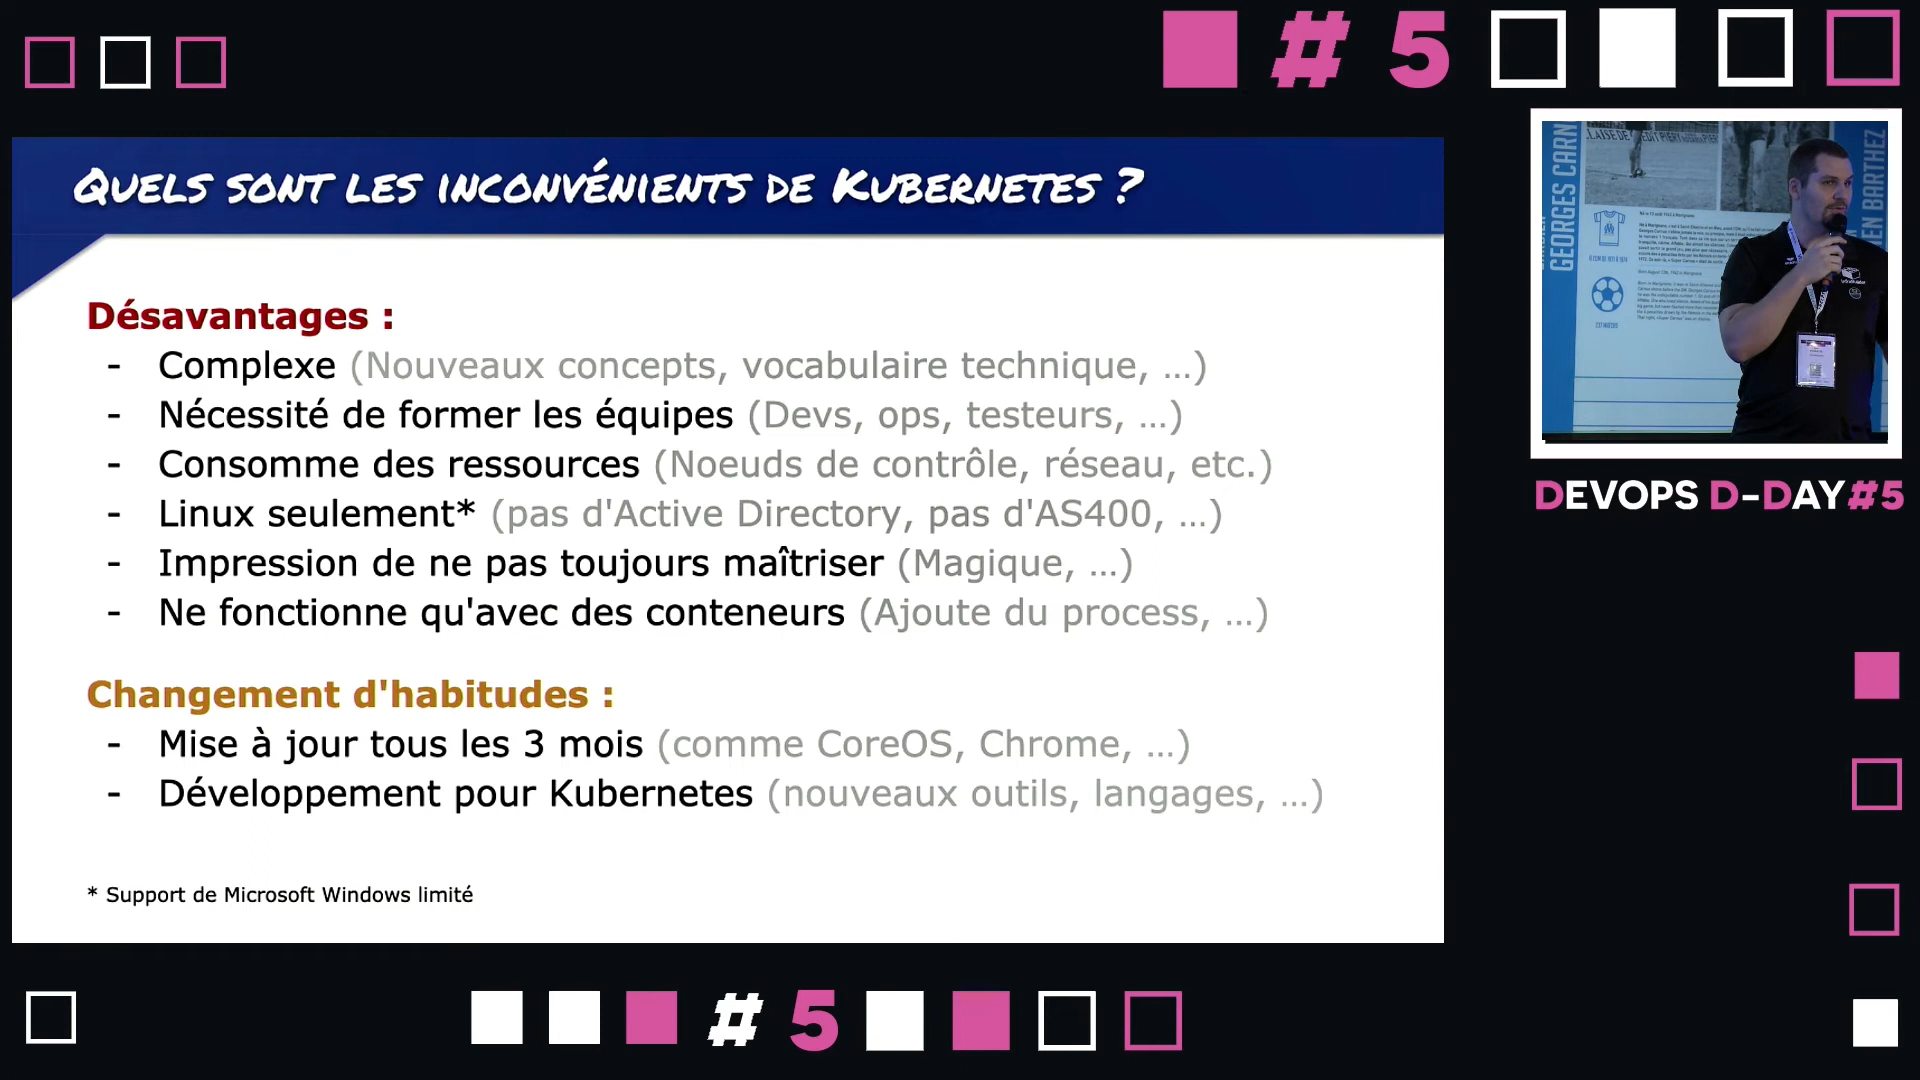 # 5
Quels sont les inconvénients de Kubernetes ?
GEORGES CARN
EN BARTHEZ
DEVOPS D-DAY#5
Désavantages :
- Complexe (Nouveaux concepts, vocabulaire technique, ...)
- Nécessité de former les équipes (Devs, ops, testeurs, ...)
- Consomme des ressources (Noeuds de contrôle, réseau, etc.)
- Linux seulement* (pas d'Active Directory, pas d'AS400, ...)
- Impression de ne pas toujours maîtriser (Magique, ...)
- Ne fonctionne qu'avec des conteneurs (Ajoute du process, ...)
Changement d'habitudes :
- Mise à jour tous les 3 mois (comme CoreOS, Chrome, ...)
- Développement pour Kubernetes (nouveaux outils, langages, ...)
* Support de Microsoft Windows limité
# 5